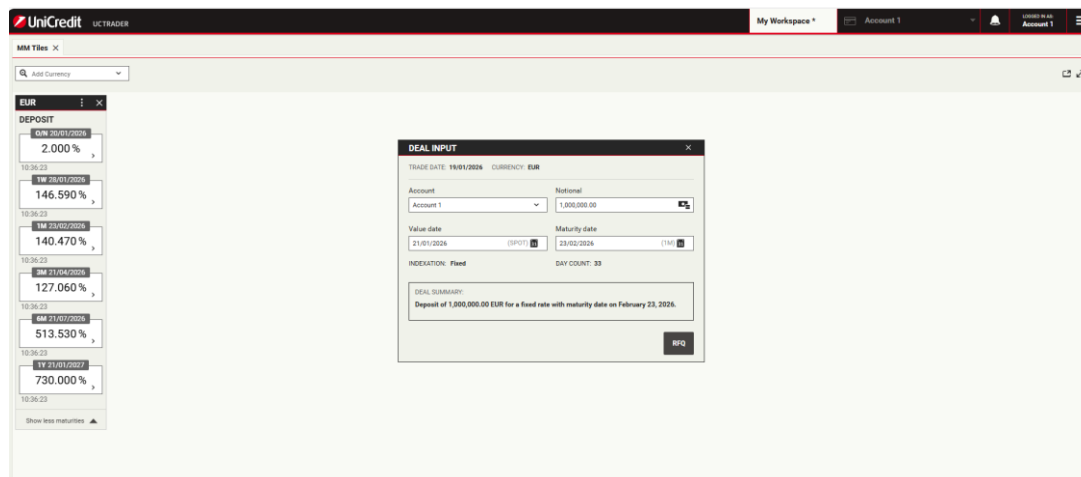 UniCredit UCTRADER
My Workspace *
Account 1
LOGGED IN AS:
Account 1
MM Tiles
Add Currency
EUR
DEPOSIT
O/N 20/01/2026
2.000 %
10:36:23
1W 28/01/2026
146.590 %
10:36:23
1M 23/02/2026
140.470 %
10:36:23
3M 21/04/2026
127.060 %
10:36:23
6M 21/07/2026
513.530 %
10:36:23
1Y 21/01/2027
730.000 %
10:36:23
Show less maturities
DEAL INPUT
TRADE DATE: 19/01/2026 CURRENCY: EUR
Account Notional
Account 1 1,000,000.00
Value date Maturity date
21/01/2026 (SPOT) 23/02/2026 (1M)
INDEXATION: Fixed DAY COUNT: 33
DEAL SUMMARY:
Deposit of 1,000,000.00 EUR for a fixed rate with maturity date on February 23, 2026.
RFQ